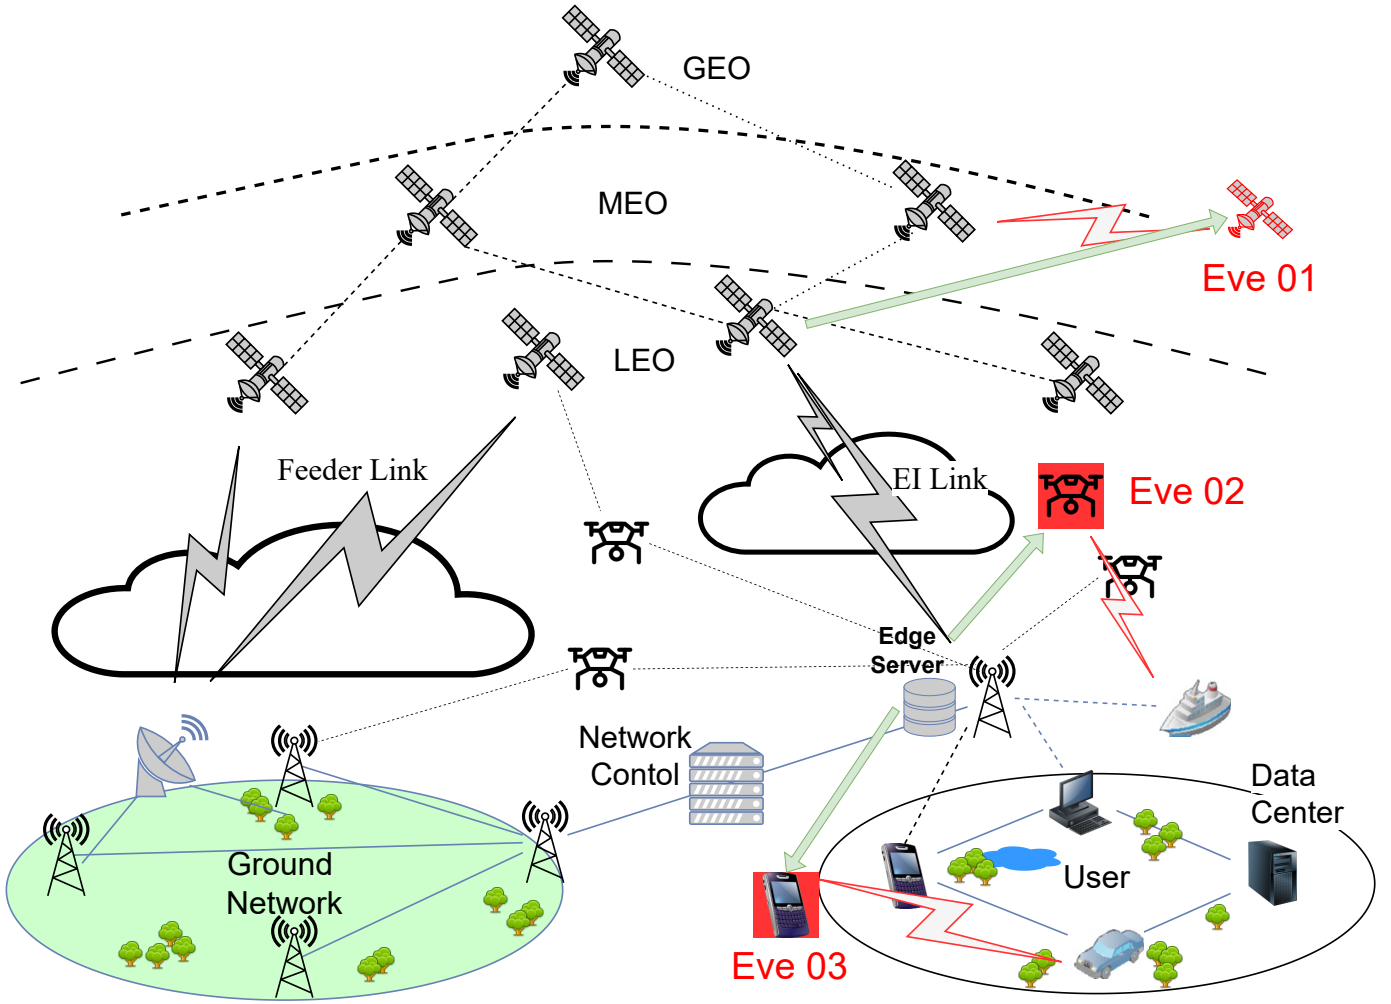 GEO
MEO
Eve 01
LEO
Feeder Link
EI Link
Eve 02
Edge
Server
Network
Contol
Data
Center
Ground
Network
User
Eve 03